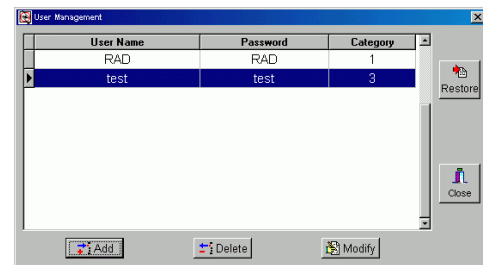 User Management
User Name Password Category
RAD RAD 1
test test 3
Restore
Close
Add Delete Modify